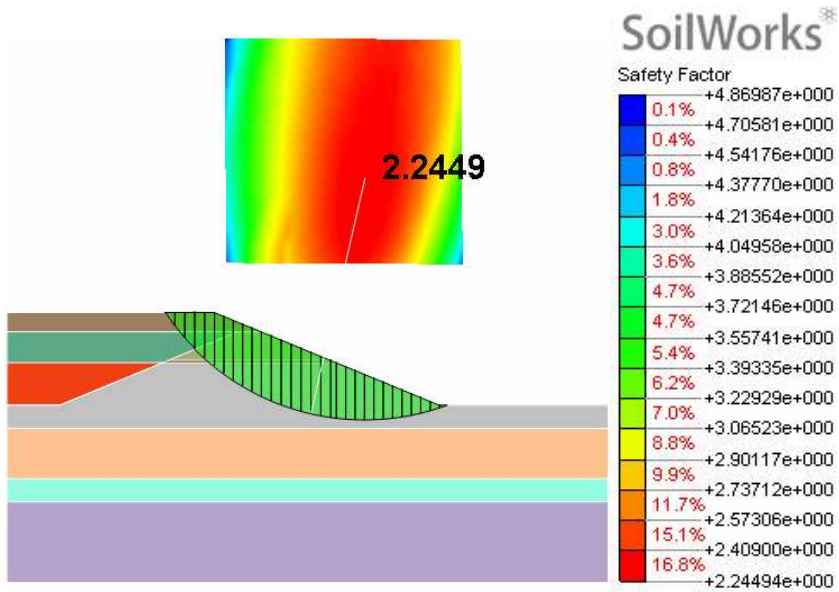 SoilWorks
Safety Factor
+4.86987e+000
0.1%
+4.70581e+000
0.4%
+4.54176e+000
0.8%
+4.37770e+000
1.8%
+4.21364e+000
3.0%
+4.04958e+000
3.6%
+3.88552e+000
4.7%
+3.72146e+000
4.7%
+3.55741e+000
5.4%
+3.39335e+000
6.2%
+3.22929e+000
7.0%
+3.06523e+000
8.8%
+2.90117e+000
9.9%
+2.73712e+000
11.7%
+2.57306e+000
15.1%
+2.40900e+000
16.8%
+2.24494e+000
2.2449